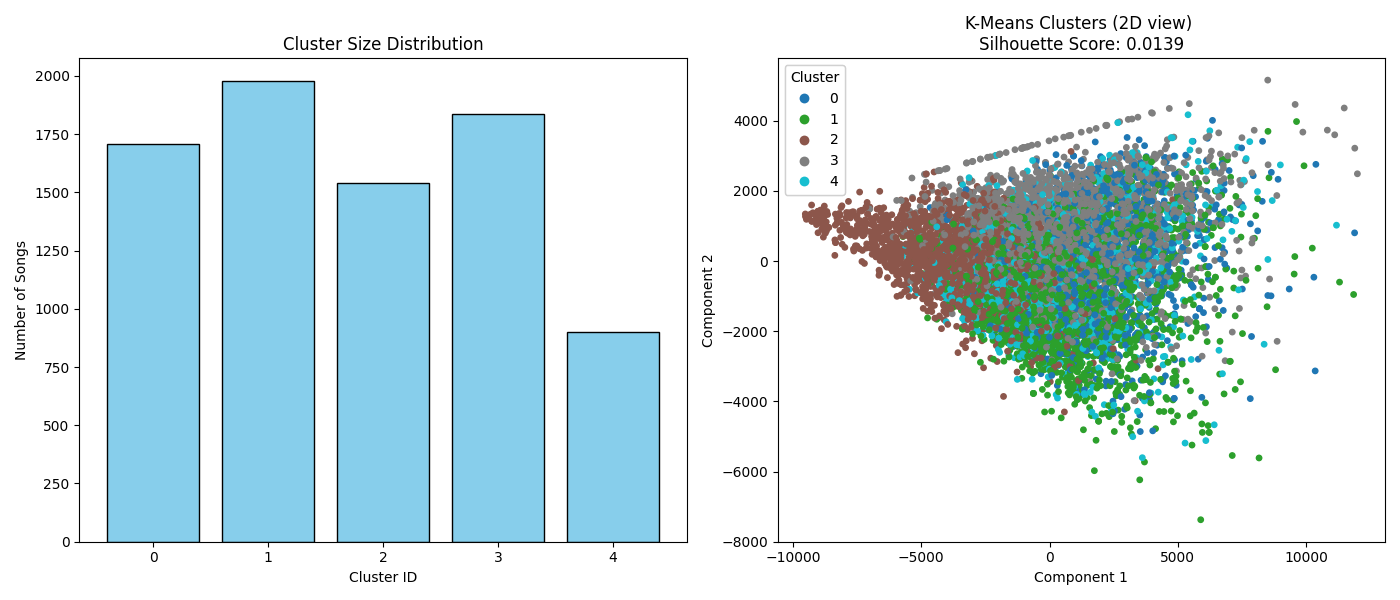 Cluster Size Distribution
Number of Songs
2000
1750
1500
1250
1000
750
500
250
0
0 1 2 3 4
Cluster ID
K-Means Clusters (2D view)
Silhouette Score: 0.0139
Cluster
0
1
2
3
4
Component 2
4000
2000
0
−2000
−4000
−6000
−8000
−10000 −5000 0 5000 10000
Component 1